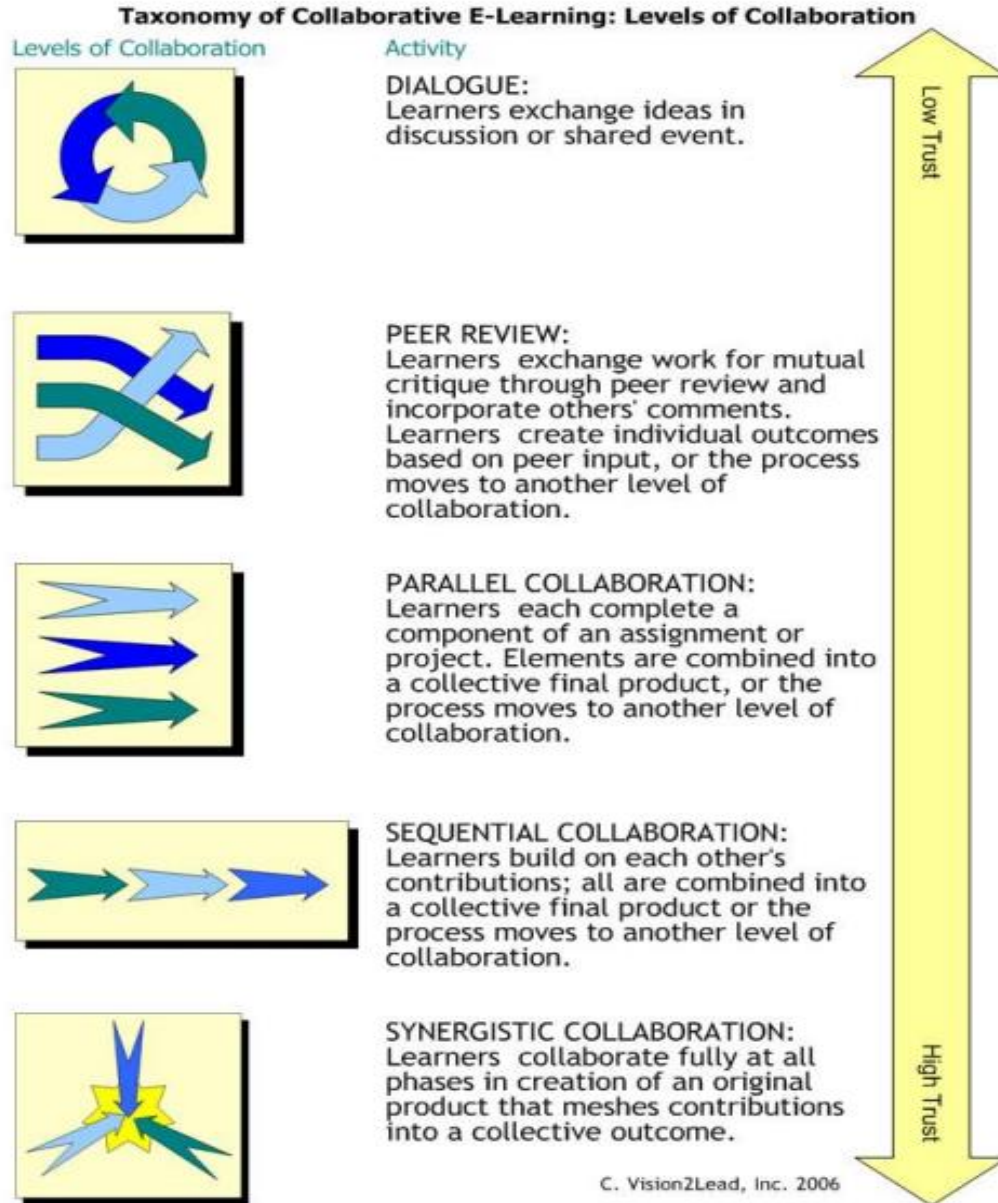 Taxonomy of Collaborative E-Learning: Levels of Collaboration
Levels of Collaboration
Activity
DIALOGUE:
Learners exchange ideas in
discussion or shared event.
PEER REVIEW:
Learners exchange work for mutual
critique through peer review and
incorporate others' comments.
Learners create individual outcomes
based on peer input, or the process
moves to another level of
collaboration.
PARALLEL COLLABORATION:
Learners each complete a
component of an assignment or
project. Elements are combined into
a collective final product, or the
process moves to another level of
collaboration.
SEQUENTIAL COLLABORATION:
Learners build on each other's
contributions; all are combined into
a collective final product or the
process moves to another level of
collaboration.
SYNERGISTIC COLLABORATION:
Learners collaborate fully at all
phases in creation of an original
product that meshes contributions
into a collective outcome.
Low Trust
High Trust
C. Vision2Lead, Inc. 2006